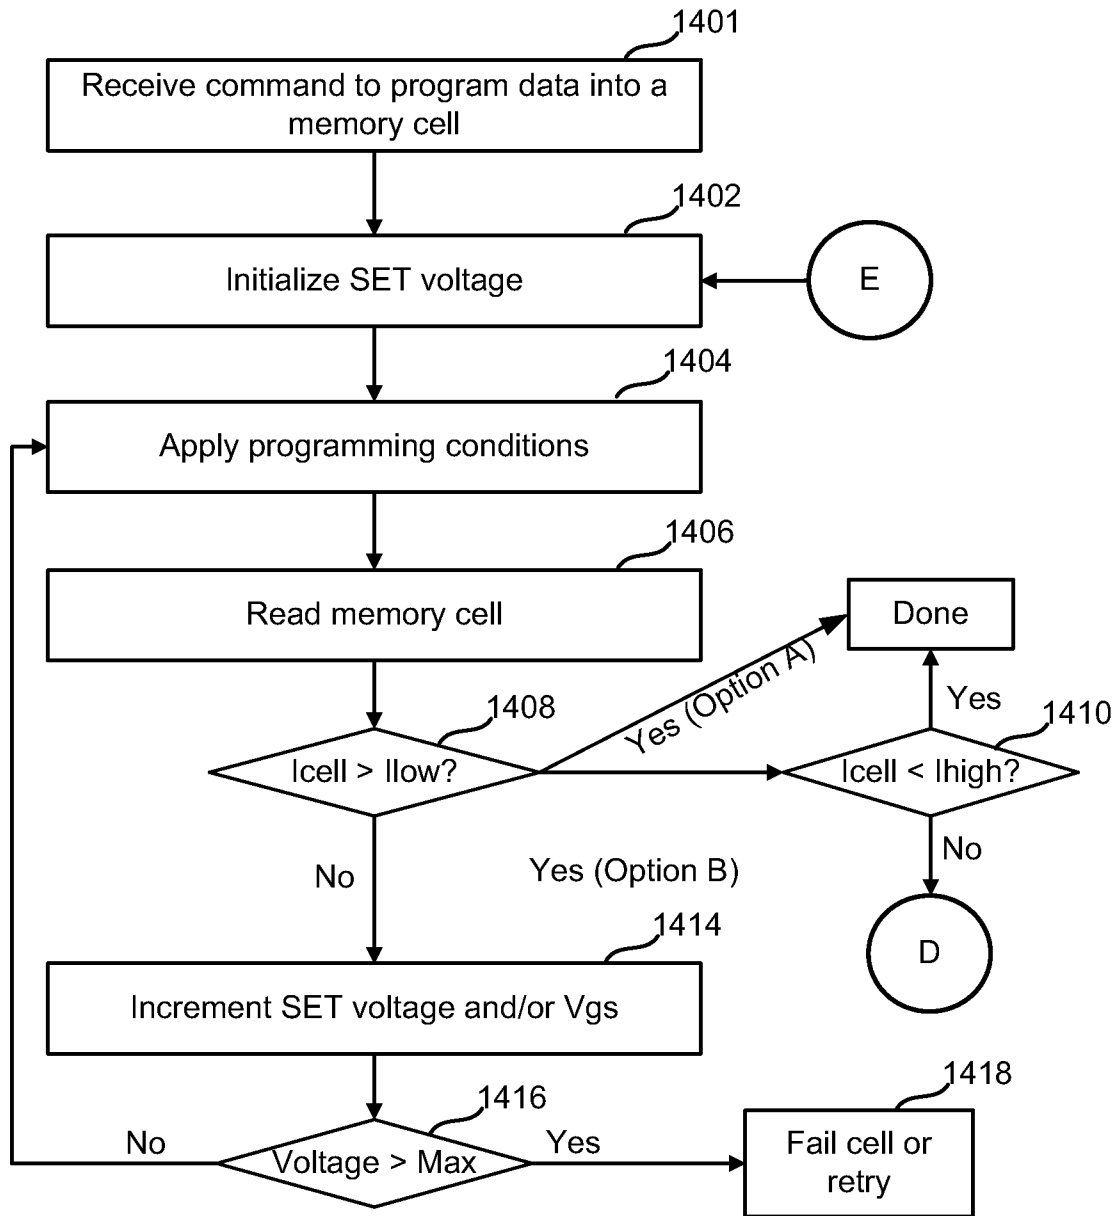 1401
Receive command to program data into a
memory cell
1402
Initialize SET voltage
E
1404
Apply programming conditions
1406
Read memory cell
Done
Yes (Option A)
Yes
1408
1410
Icell > Ilow?
Icell < Ihigh?
No
Yes (Option B)
No
D
1414
Increment SET voltage and/or Vgs
1416
1418
No
Voltage > Max
Yes
Fail cell or
retry